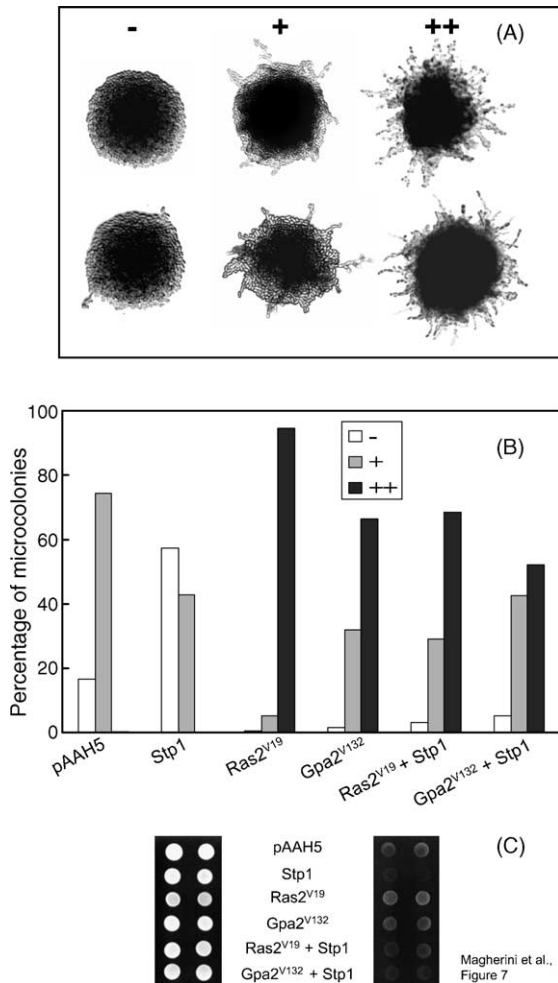 - + ++ (A)
100
80
60
40
20
0
Percentage of microcolonies
-
+
++
(B)
pAAH5 Stp1 Ras2V19 Gpa2V132 Ras2V19 + Stp1 Gpa2V132 + Stp1
(C)
pAAH5
Stp1
Ras2V19
Gpa2V132
Ras2V19 + Stp1
Gpa2V132 + Stp1
Magherini et al.,
Figure 7